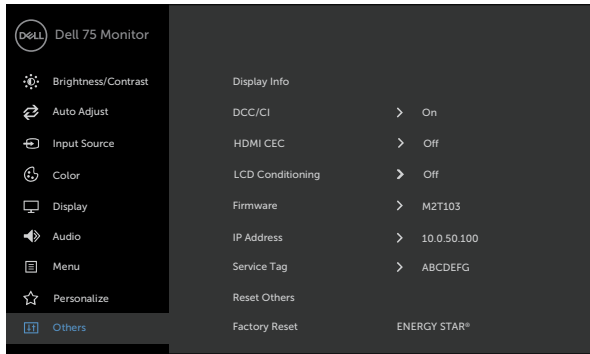 DELL Dell 75 Monitor
Brightness/Contrast
Auto Adjust
Input Source
Color
Display
Audio
Menu
Personalize
Others
Display Info
DCC/CI > On
HDMI CEC > Off
LCD Conditioning > Off
Firmware > M2T103
IP Address > 10.0.50.100
Service Tag > ABCDEFG
Reset Others
Factory Reset ENERGY STAR®